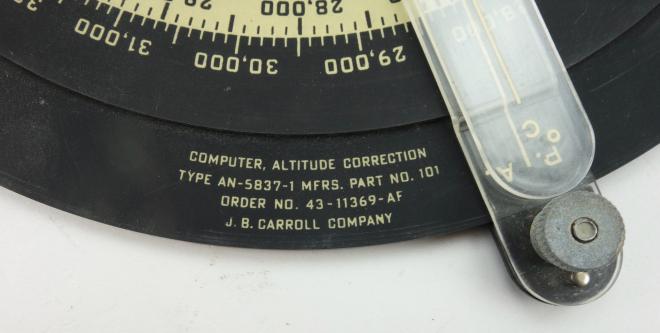 28,000
29,000
30,000
31,000
COMPUTER, ALTITUDE CORRECTION
TYPE AN-5837-1 MFRS. PART NO. 101
ORDER NO. 43-11369-AF
J. B. CARROLL COMPANY
P.
°C